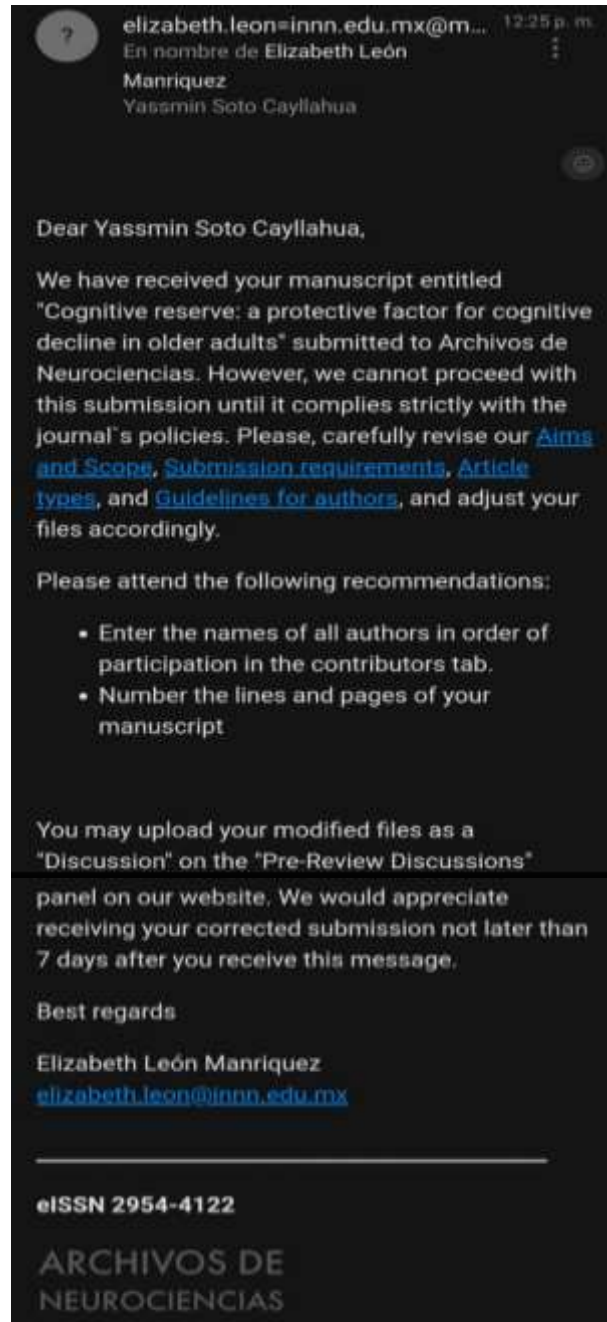 ?
elizabeth.leon=innn.edu.mx@m... 12:25 p. m.
En nombre de Elizabeth León
Manriquez
Yassmin Soto Cayllahua
Dear Yassmin Soto Cayllahua,
We have received your manuscript entitled
"Cognitive reserve: a protective factor for cognitive
decline in older adults" submitted to Archivos de
Neurociencias. However, we cannot proceed with
this submission until it complies strictly with the
journal`s policies. Please, carefully revise our Aims
and Scope, Submission requirements, Article
types, and Guidelines for authors, and adjust your
files accordingly.
Please attend the following recommendations:
• Enter the names of all authors in order of
participation in the contributors tab.
• Number the lines and pages of your
manuscript
You may upload your modified files as a
"Discussion" on the "Pre-Review Discussions"
panel on our website. We would appreciate
receiving your corrected submission not later than
7 days after you receive this message.
Best regards
Elizabeth León Manriquez
elizabeth.leon@innn.edu.mx
eISSN 2954-4122
ARCHIVOS DE
NEUROCIENCIAS